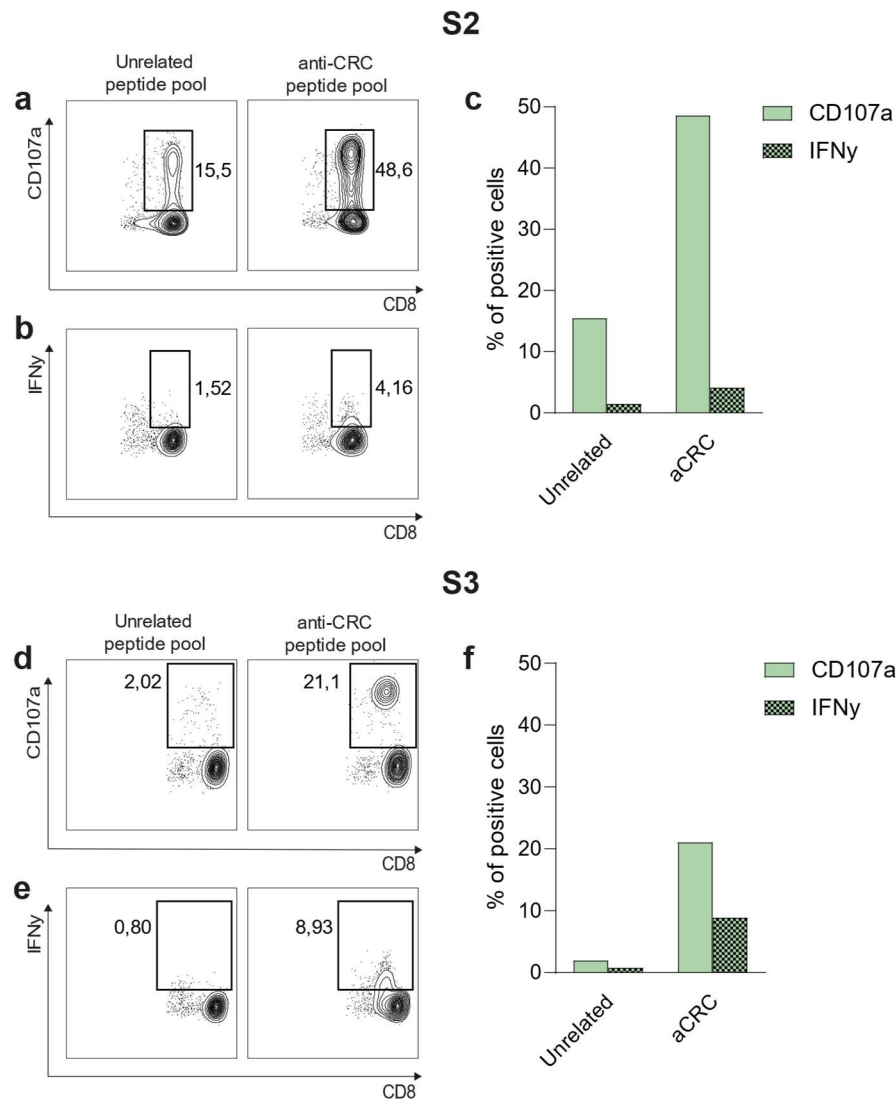 S2
Unrelated
peptide pool
anti-CRC
peptide pool
a
CD107a
15,5
48,6
CD8
b
IFNy
1,52
4,16
CD8
c
% of positive cells
50
40
30
20
10
0
Unrelated
aCRC
CD107a
IFNy
S3
Unrelated
peptide pool
anti-CRC
peptide pool
d
CD107a
2,02
21,1
CD8
e
IFNy
0,80
8,93
CD8
f
% of positive cells
50
40
30
20
10
0
Unrelated
aCRC
CD107a
IFNy